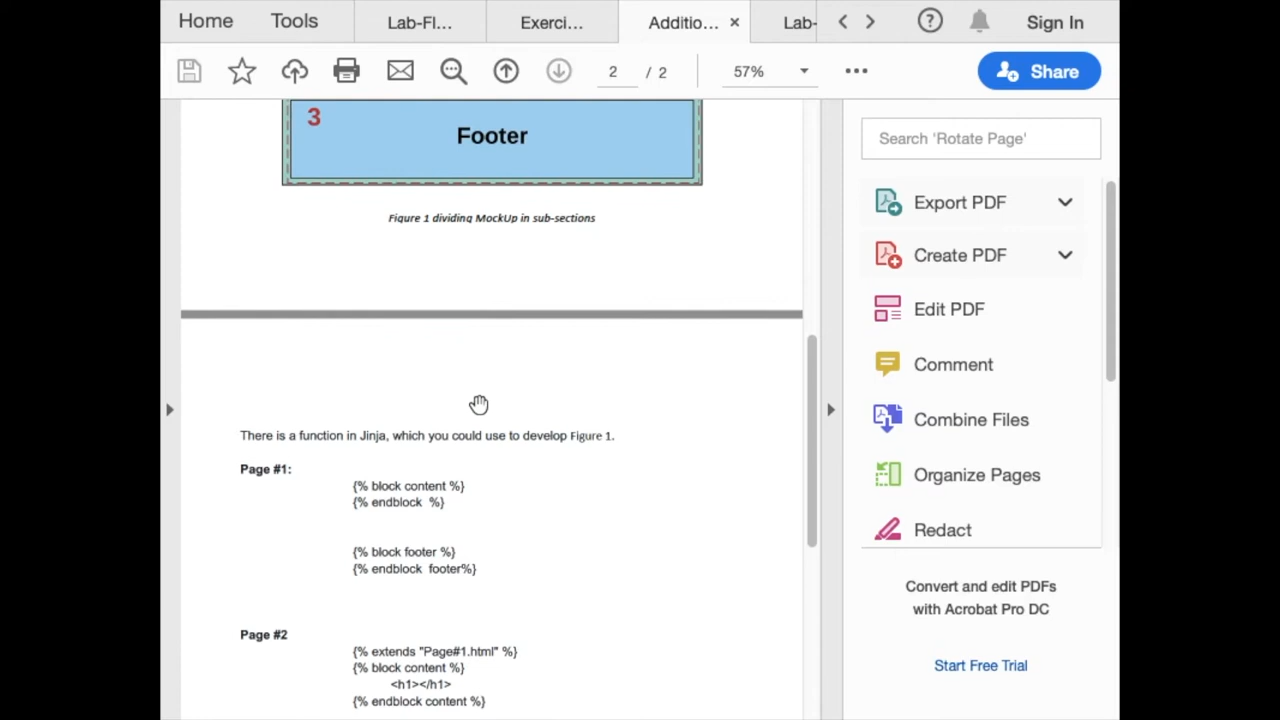 Home
Tools
Lab-Fl...
Exerci...
Additio...
Lab-
Sign In
2 / 2
57%
Share
3
Footer
Figure 1 dividing MockUp in sub-sections
There is a function in Jinja, which you could use to develop Figure 1.
Page #1:
{% block content %}
{% endblock  %}
{% block footer %}
{% endblock  footer%}
Page #2
{% extends "Page#1.html" %}
{% block content %}
<h1></h1>
{% endblock content %}
Search 'Rotate Page'
Export PDF
Create PDF
Edit PDF
Comment
Combine Files
Organize Pages
Redact
Convert and edit PDFs
with Acrobat Pro DC
Start Free Trial